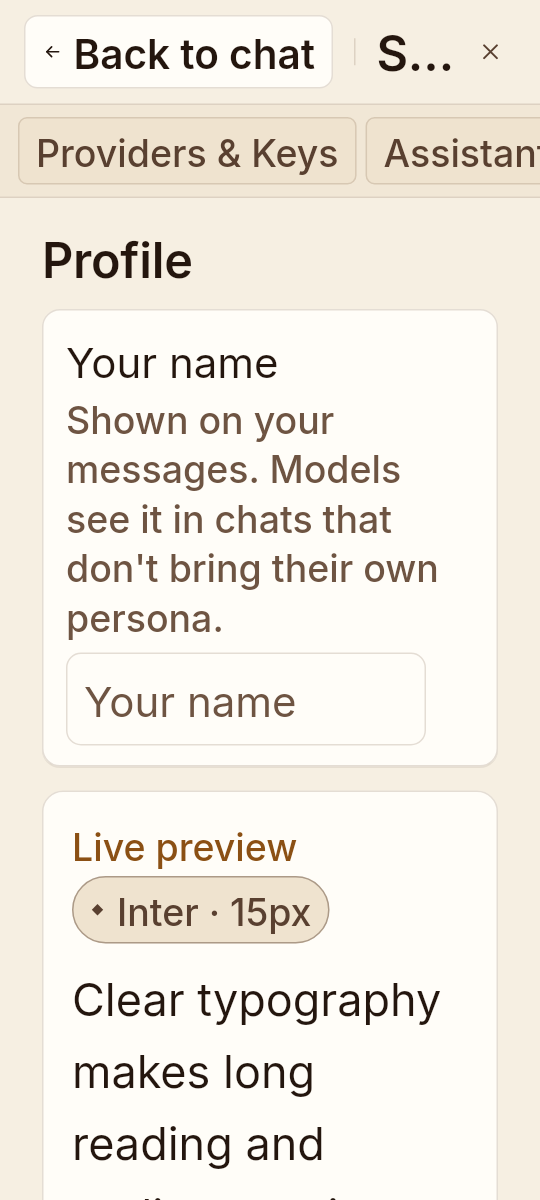 Back to chat
S...
Providers & Keys
Assistant
Profile
Your name
Shown on your
messages. Models
see it in chats that
don't bring their own
persona.
Your name
Live preview
Inter · 15px
Clear typography
makes long
reading and